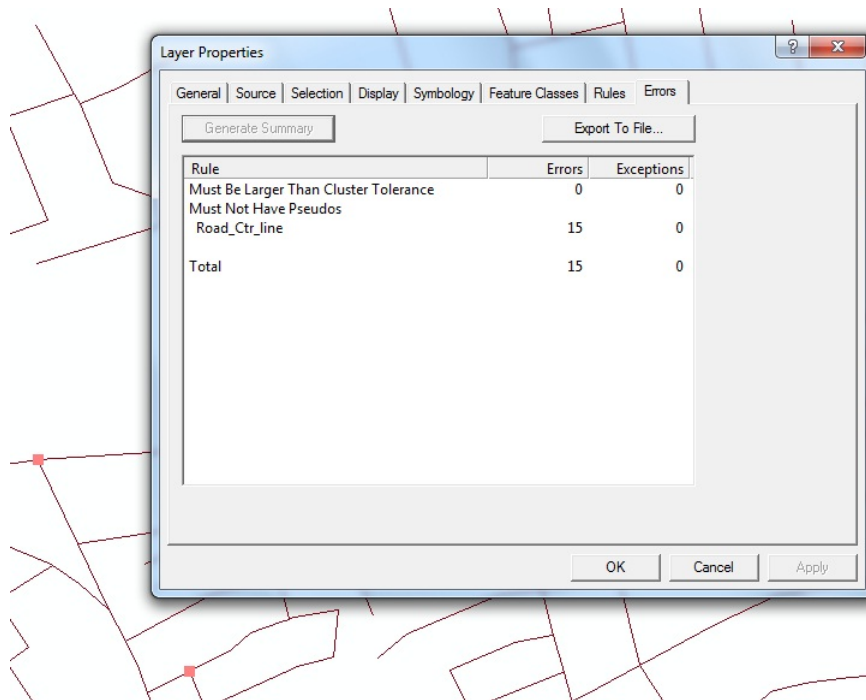 Layer Properties
General Source Selection Display Symbology Feature Classes Rules Errors
Generate Summary Export To File...
Rule Errors Exceptions
Must Be Larger Than Cluster Tolerance 0 0
Must Not Have Pseudos
Road_Ctr_line 15 0
Total 15 0
OK Cancel Apply